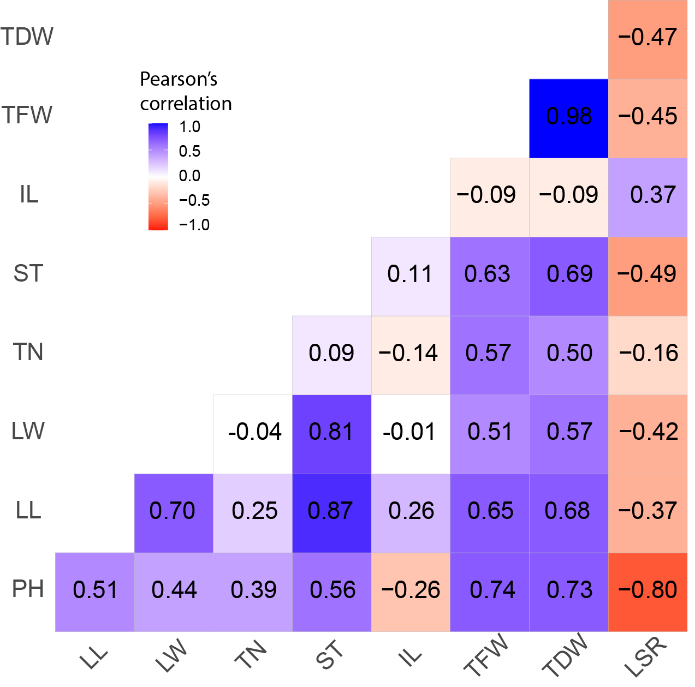 TDW −0.47
Pearson's
correlation
1.0
0.5
0.0
−0.5
−1.0
TFW 0.98 −0.45
IL −0.09 −0.09 0.37
ST 0.11 0.63 0.69 −0.49
TN 0.09 −0.14 0.57 0.50 −0.16
LW -0.04 0.81 -0.01 0.51 0.57 −0.42
LL 0.70 0.25 0.87 0.26 0.65 0.68 −0.37
PH 0.51 0.44 0.39 0.56 −0.26 0.74 0.73 −0.80
LL LW TN ST IL TFW TDW LSR